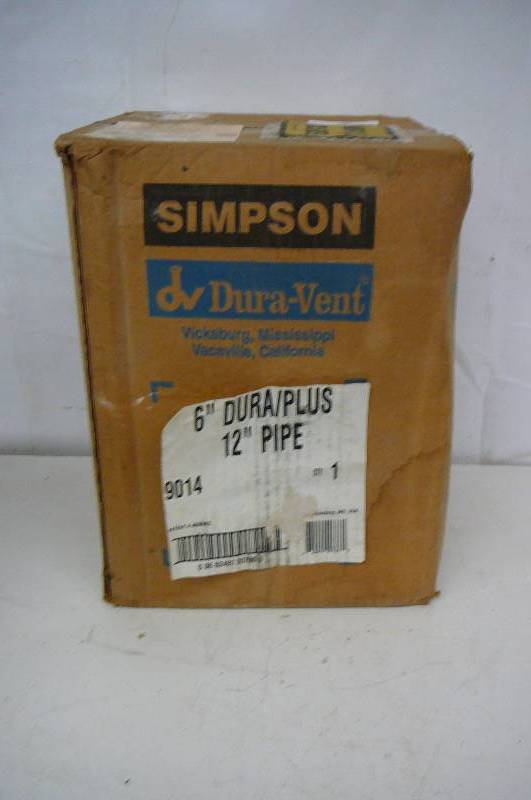 SIMPSON
dv Dura-Vent®
Vicksburg, Mississippi
Vacaville, California
6" DURA/PLUS
12" PIPE
9014
1